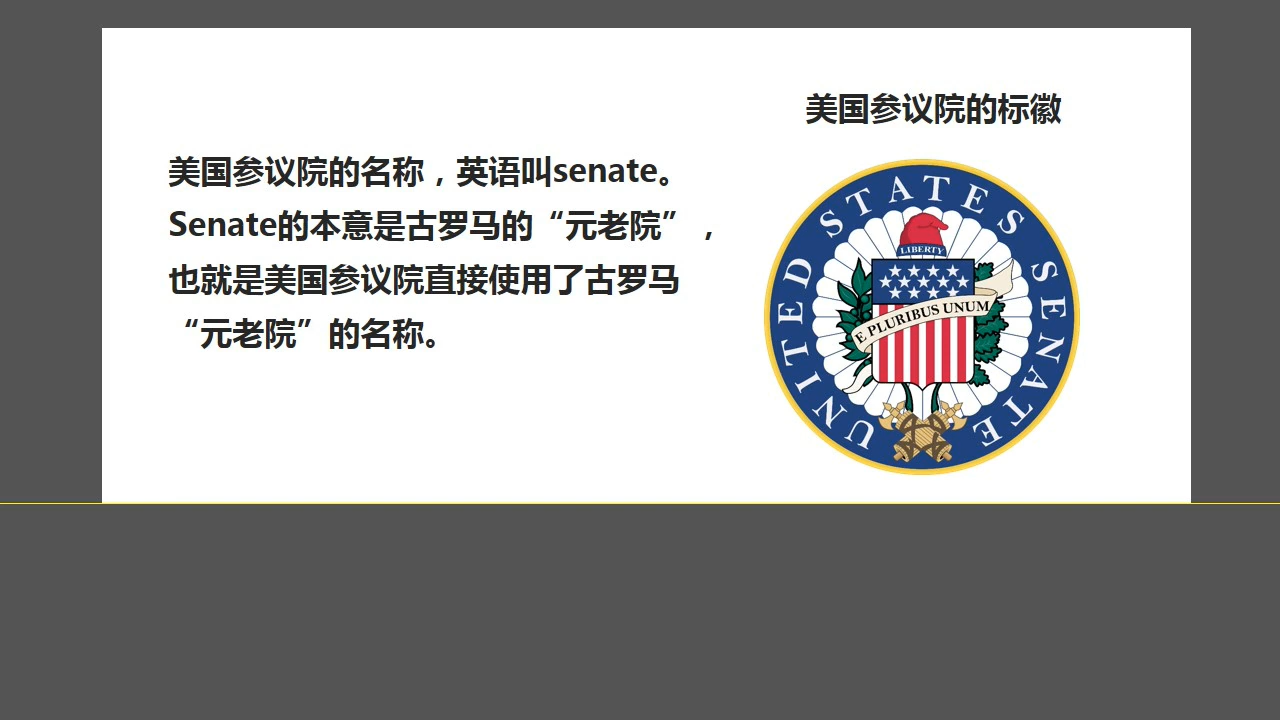 美国参议院的标徽
美国参议院的名称，英语叫senate。
Senate的本意是古罗马的“元老院”，
也就是美国参议院直接使用了古罗马
“元老院”的名称。
UNITED STATES SENATE
LIBERTY
E PLURIBUS UNUM